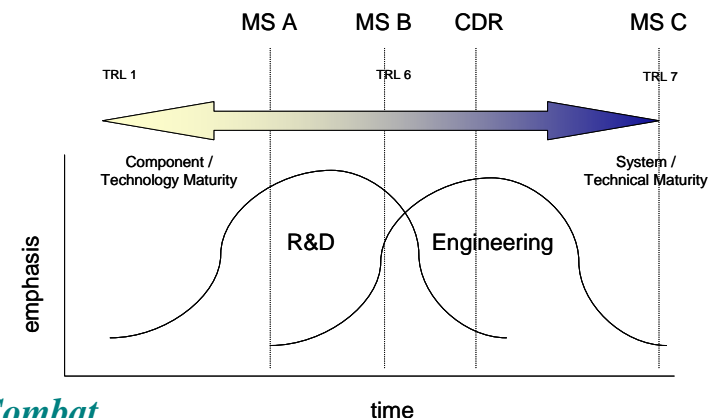 MS A MS B CDR MS C
TRL 1 TRL 6 TRL 7
Component / System /
Technology Maturity Technical Maturity
R&D Engineering
emphasis
time